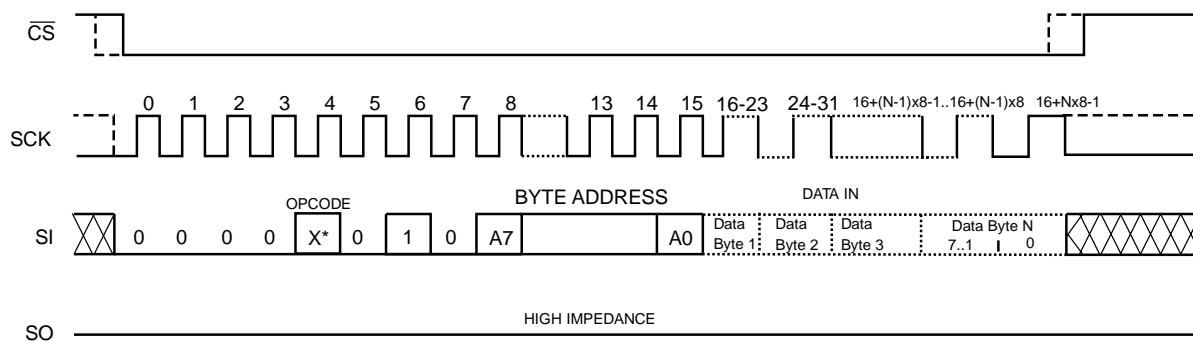 CS
0 1 2 3 4 5 6 7 8 13 14 15 16-23 24-31 16+(N-1)x8-1..16+(N-1)x8 16+Nx8-1
SCK
OPCODE BYTE ADDRESS DATA IN
SI 0 0 0 0 X* 0 1 0 A7 A0 Data Byte 1 Data Byte 2 Data Byte 3 Data Byte N 7..1 0
HIGH IMPEDANCE
SO